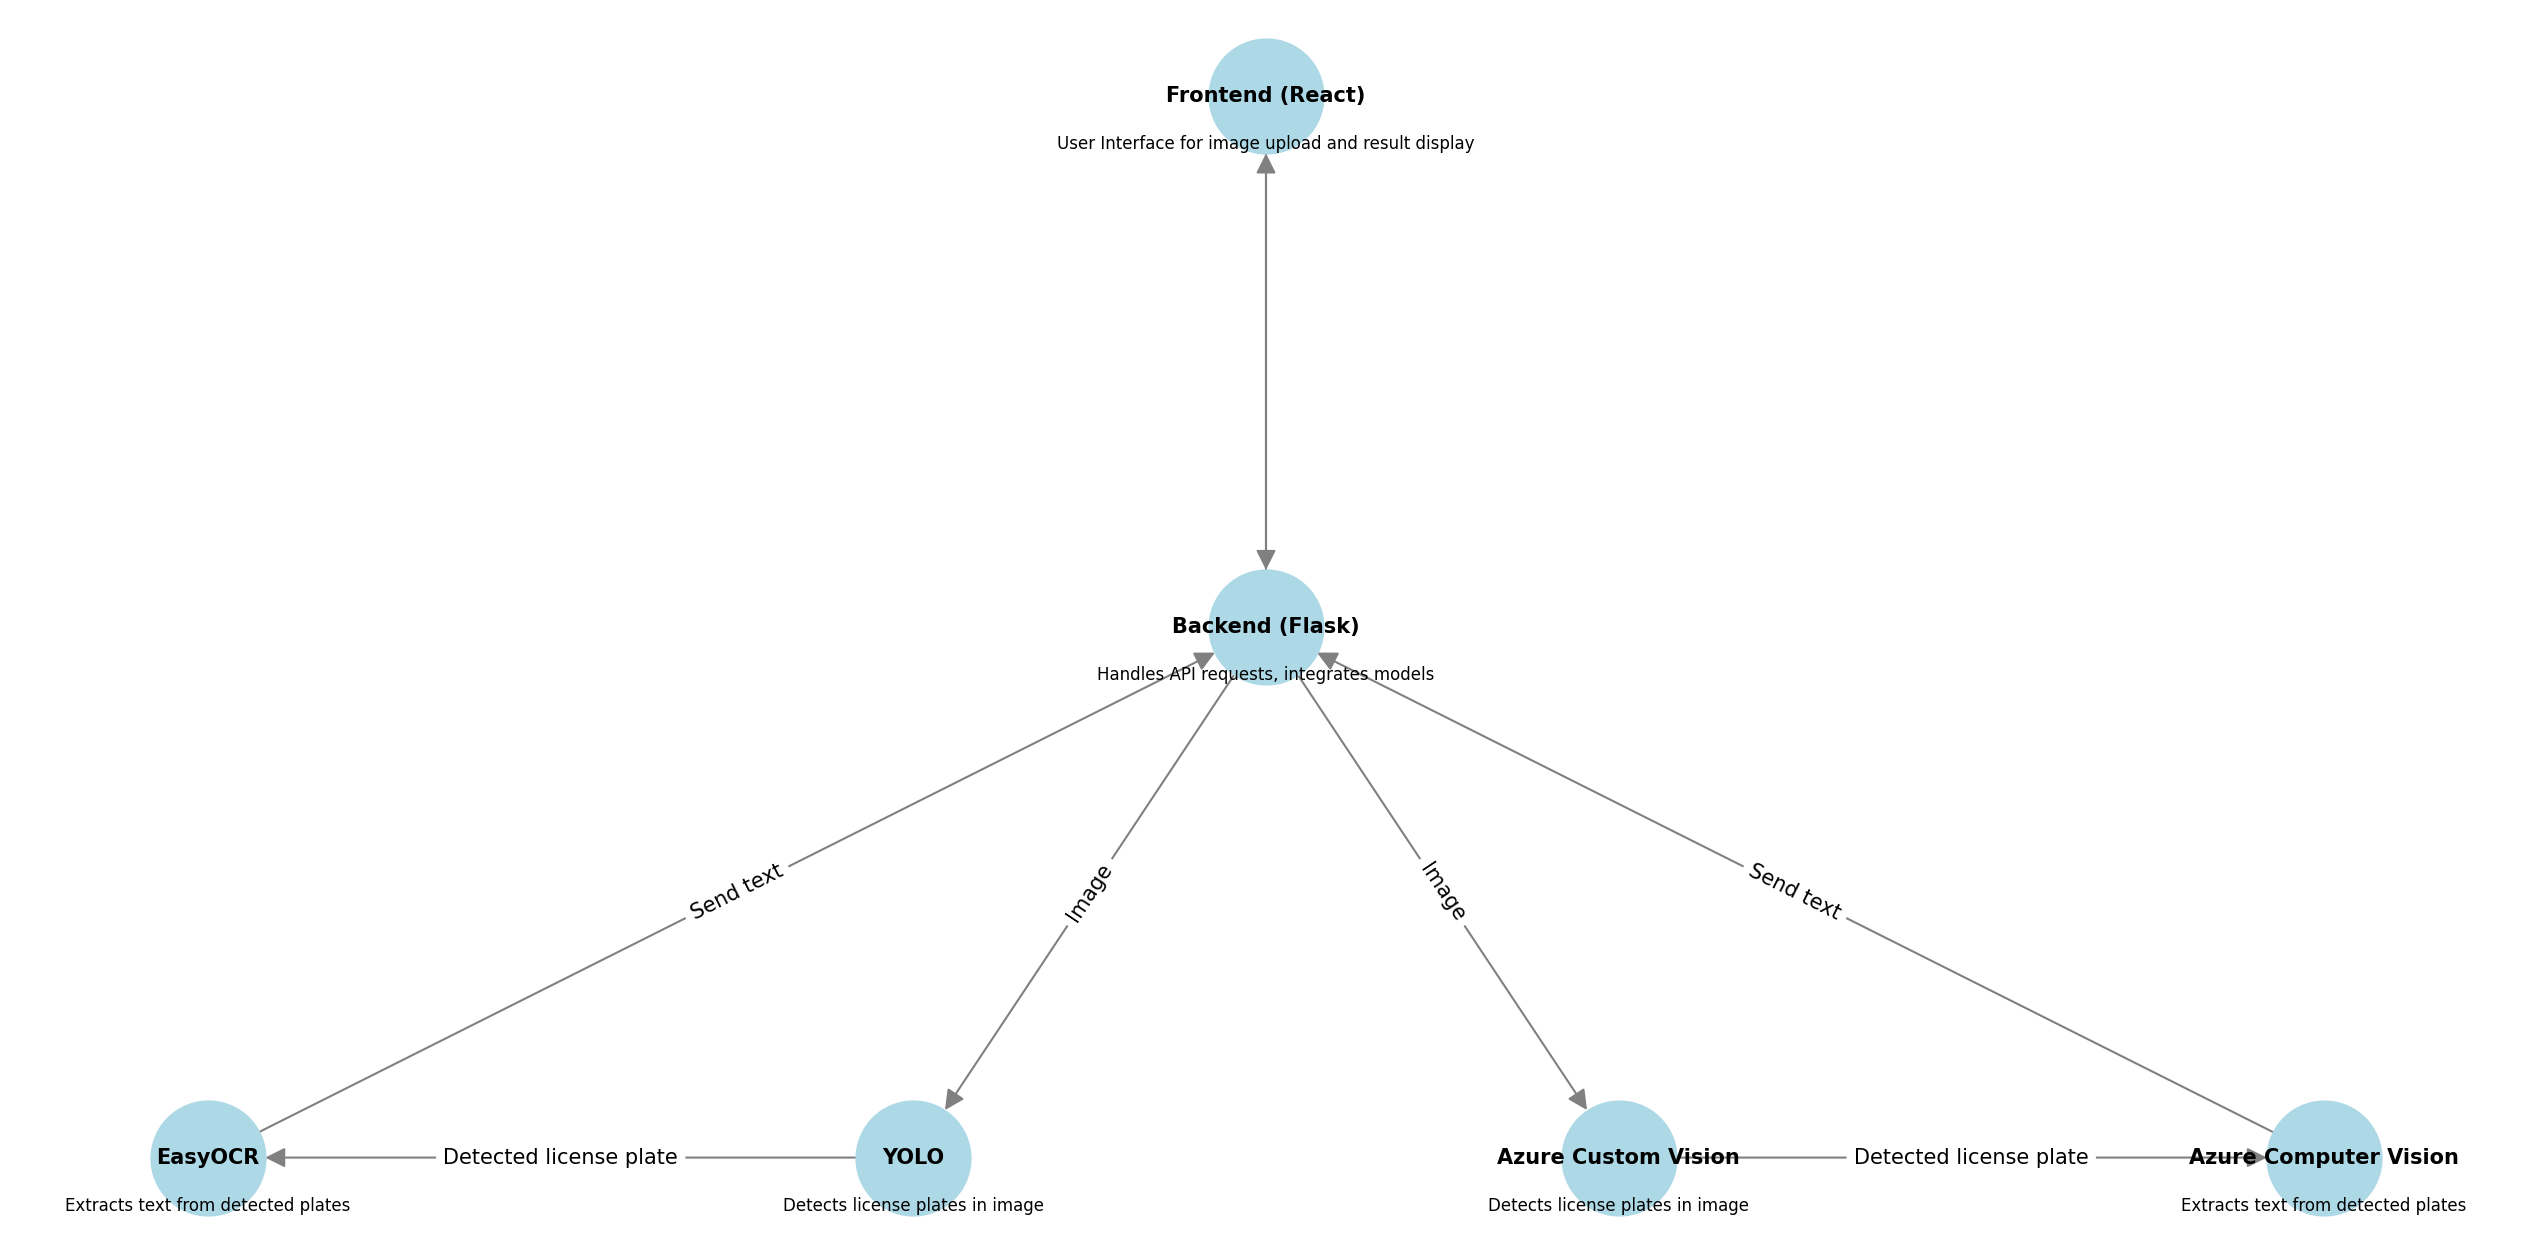 Frontend (React)
User Interface for image upload and result display
Backend (Flask)
Handles API requests, integrates models
Send text
Image
Image
Send text
EasyOCR
Detected license plate
YOLO
Azure Custom Vision
Detected license plate
Azure Computer Vision
Extracts text from detected plates
Detects license plates in image
Detects license plates in image
Extracts text from detected plates